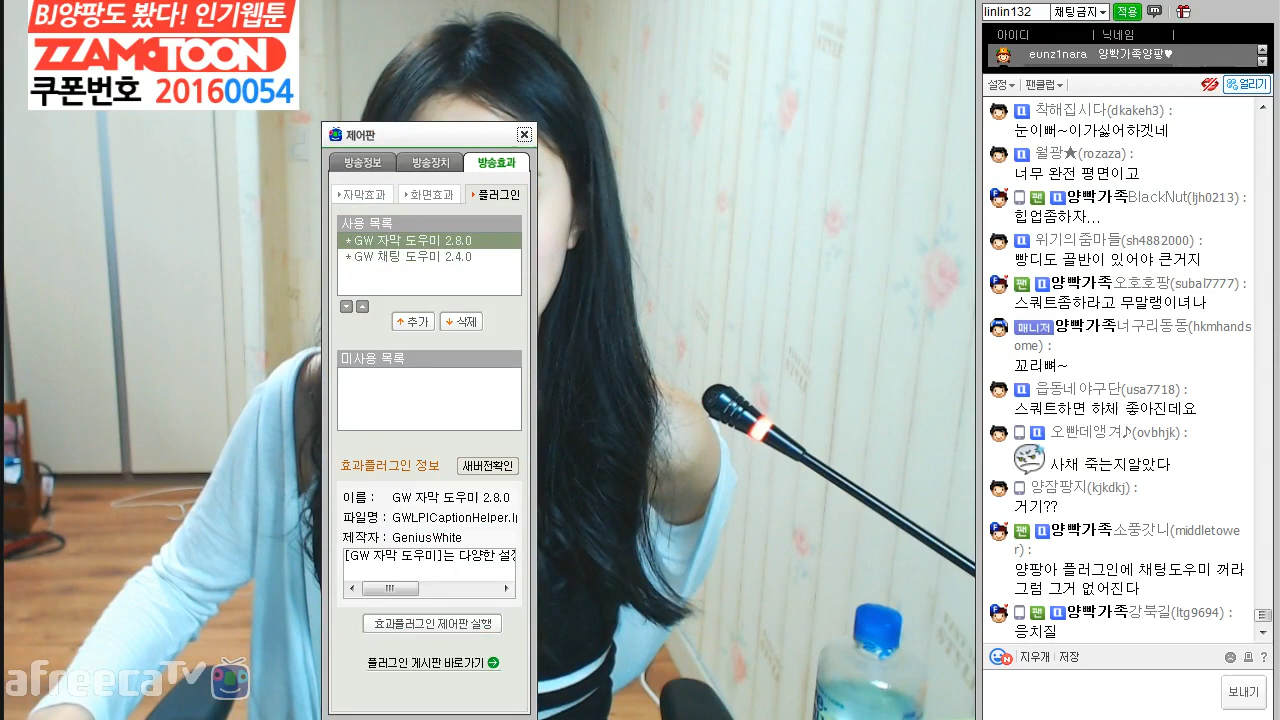 BJ양팡도 봤다! 인기웹툰
ZZAM·TOON
쿠폰번호 20160054
제어판
방송정보 방송장치 방송효과
자막효과 화면효과 플러그인
사용 목록
* GW 자막 도우미 2.8.0
* GW 채팅 도우미 2.4.0
추가 삭제
미사용 목록
효과플러그인 정보 새버전확인
이름 : GW 자막 도우미 2.8.0
파일명 : GWLPICaptionHelper.l
제작자 : GeniusWhite
[GW 자막 도우미]는 다양한 설정
효과플러그인 제어판 실행
플러그인 게시판 바로가기
afreecaTV
linlin132 채팅금지 적용
아이디 닉네임
eunz1nara 양빡가족양팡♥
설정 팬클럽 열리기
착해집시다(dkakeh3) :
눈이뻐~이가싫어하겟네
월광★(rozaza) :
너무 완전 평면이고
팬 양빡가족BlackNut(ljh0213) :
힙업좀하자...
위기의줌마들(sh4882000) :
빵디도 골반이 있어야 큰거지
팬 양빡가족오호호팡(subal7777) :
스쿼트좀하라고 무말랭이녀나
매니저 양빡가족너구리동동(hkmhands
ome) :
꼬리뼈~
읍동네야구단(usa7718) :
스쿼트하면 하체 좋아진데요
오빤데앵겨♪(ovbhjk) :
사채 죽는지알았다
양잠팡지(kjkdkj) :
거기??
팬 양빡가족소풍갓니(middletowe
r) :
양팡아 플러그인에 채팅도우미 꺼라
그럼 그거 없어진다
팬 양빡가족강북길(ltg9694) :
응치질
지우개 저장
보내기